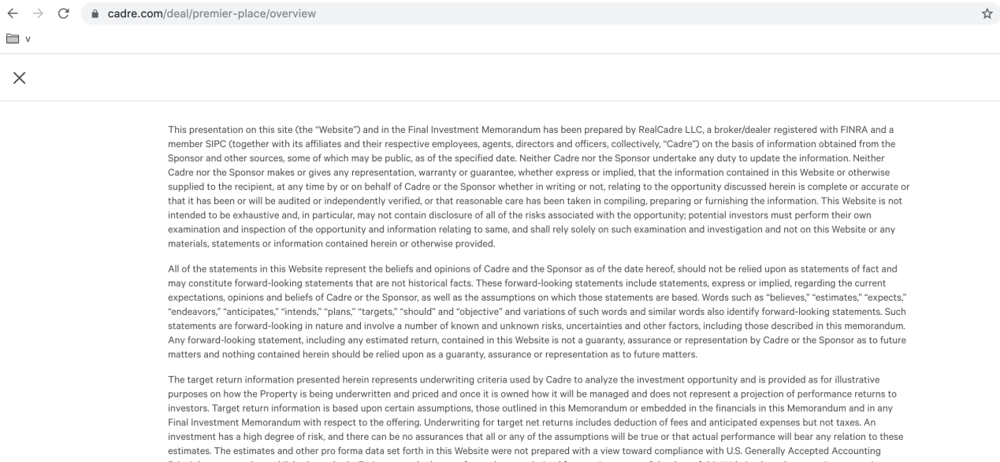 cadre.com/deal/premier-place/overview
v
This presentation on this site (the “Website”) and in the Final Investment Memorandum has been prepared by RealCadre LLC, a broker/dealer registered with FINRA and a
member SIPC (together with its affiliates and their respective employees, agents, directors and officers, collectively, “Cadre”) on the basis of information obtained from the
Sponsor and other sources, some of which may be public, as of the specified date. Neither Cadre nor the Sponsor undertake any duty to update the information. Neither
Cadre nor the Sponsor makes or gives any representation, warranty or guarantee, whether express or implied, that the information contained in this Website or otherwise
supplied to the recipient, at any time by or on behalf of Cadre or the Sponsor whether in writing or not, relating to the opportunity discussed herein is complete or accurate or
that it has been or will be audited or independently verified, or that reasonable care has been taken in compiling, preparing or furnishing the information. This Website is not
intended to be exhaustive and, in particular, may not contain disclosure of all of the risks associated with the opportunity; potential investors must perform their own
examination and inspection of the opportunity and information relating to same, and shall rely solely on such examination and investigation and not on this Website or any
materials, statements or information contained herein or otherwise provided.
All of the statements in this Website represent the beliefs and opinions of Cadre and the Sponsor as of the date hereof, should not be relied upon as statements of fact and
may constitute forward-looking statements that are not historical facts. These forward-looking statements include statements, express or implied, regarding the current
expectations, opinions and beliefs of Cadre or the Sponsor, as well as the assumptions on which those statements are based. Words such as “believes,” “estimates,” “expects,”
“endeavors,” “anticipates,” “intends,” “plans,” “targets,” “should” and “objective” and variations of such words and similar words also identify forward-looking statements. Such
statements are forward-looking in nature and involve a number of known and unknown risks, uncertainties and other factors, including those described in this memorandum.
Any forward-looking statement, including any estimated return, contained in this Website is not a guaranty, assurance or representation by Cadre or the Sponsor as to future
matters and nothing contained herein should be relied upon as a guaranty, assurance or representation as to future matters.
The target return information presented herein represents underwriting criteria used by Cadre to analyze the investment opportunity and is provided as for illustrative
purposes on how the Property is being underwritten and priced and once it is owned how it will be managed and does not represent a projection of performance returns to
investors. Target return information is based upon certain assumptions, those outlined in this Memorandum or embedded in the financials in this Memorandum and in any
Final Investment Memorandum with respect to the offering. Underwriting for target net returns includes deduction of fees and anticipated expenses but not taxes. An
investment has a high degree of risk, and there can be no assurances that all or any of the assumptions will be true or that actual performance will bear any relation to these
estimates. The estimates and other pro forma data set forth in this Website were not prepared with a view toward compliance with U.S. Generally Accepted Accounting